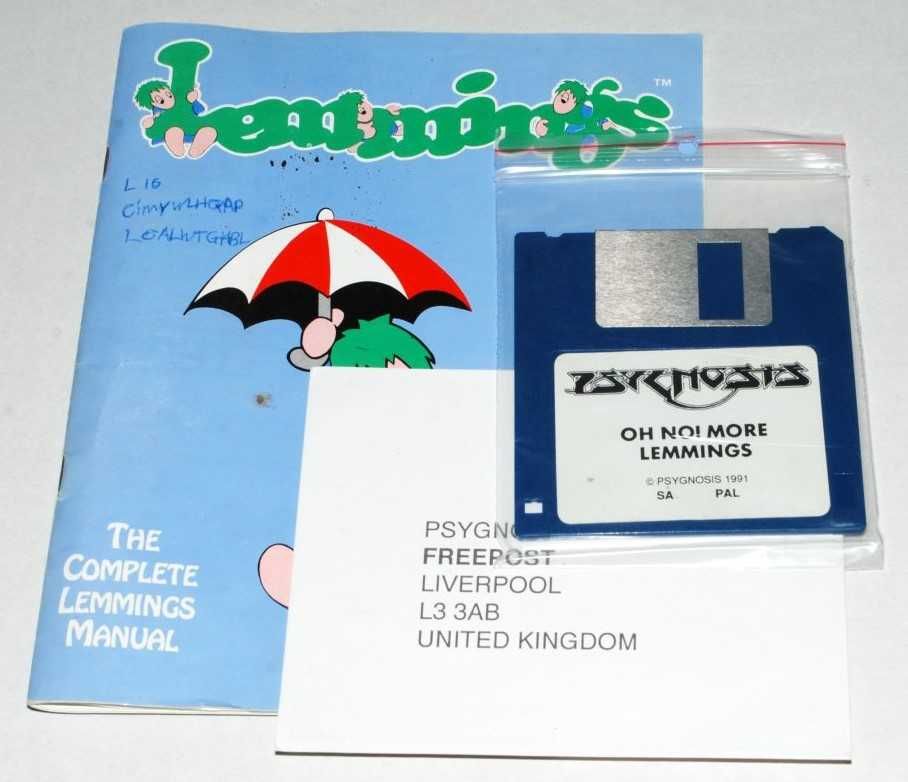 Lemmings™
L 16
THE
COMPLETE
LEMMINGS
MANUAL
PSYGNOSIS
OH NO! MORE
LEMMINGS
© PSYGNOSIS 1991
SA PAL
FREEPOST
LIVERPOOL
L3 3AB
UNITED KINGDOM